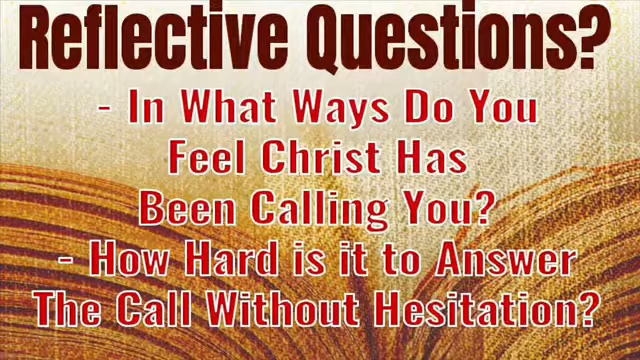 Reflective Questions?
- In What Ways Do You
Feel Christ Has
Been Calling You?
- How Hard is it to Answer
The Call Without Hesitation?